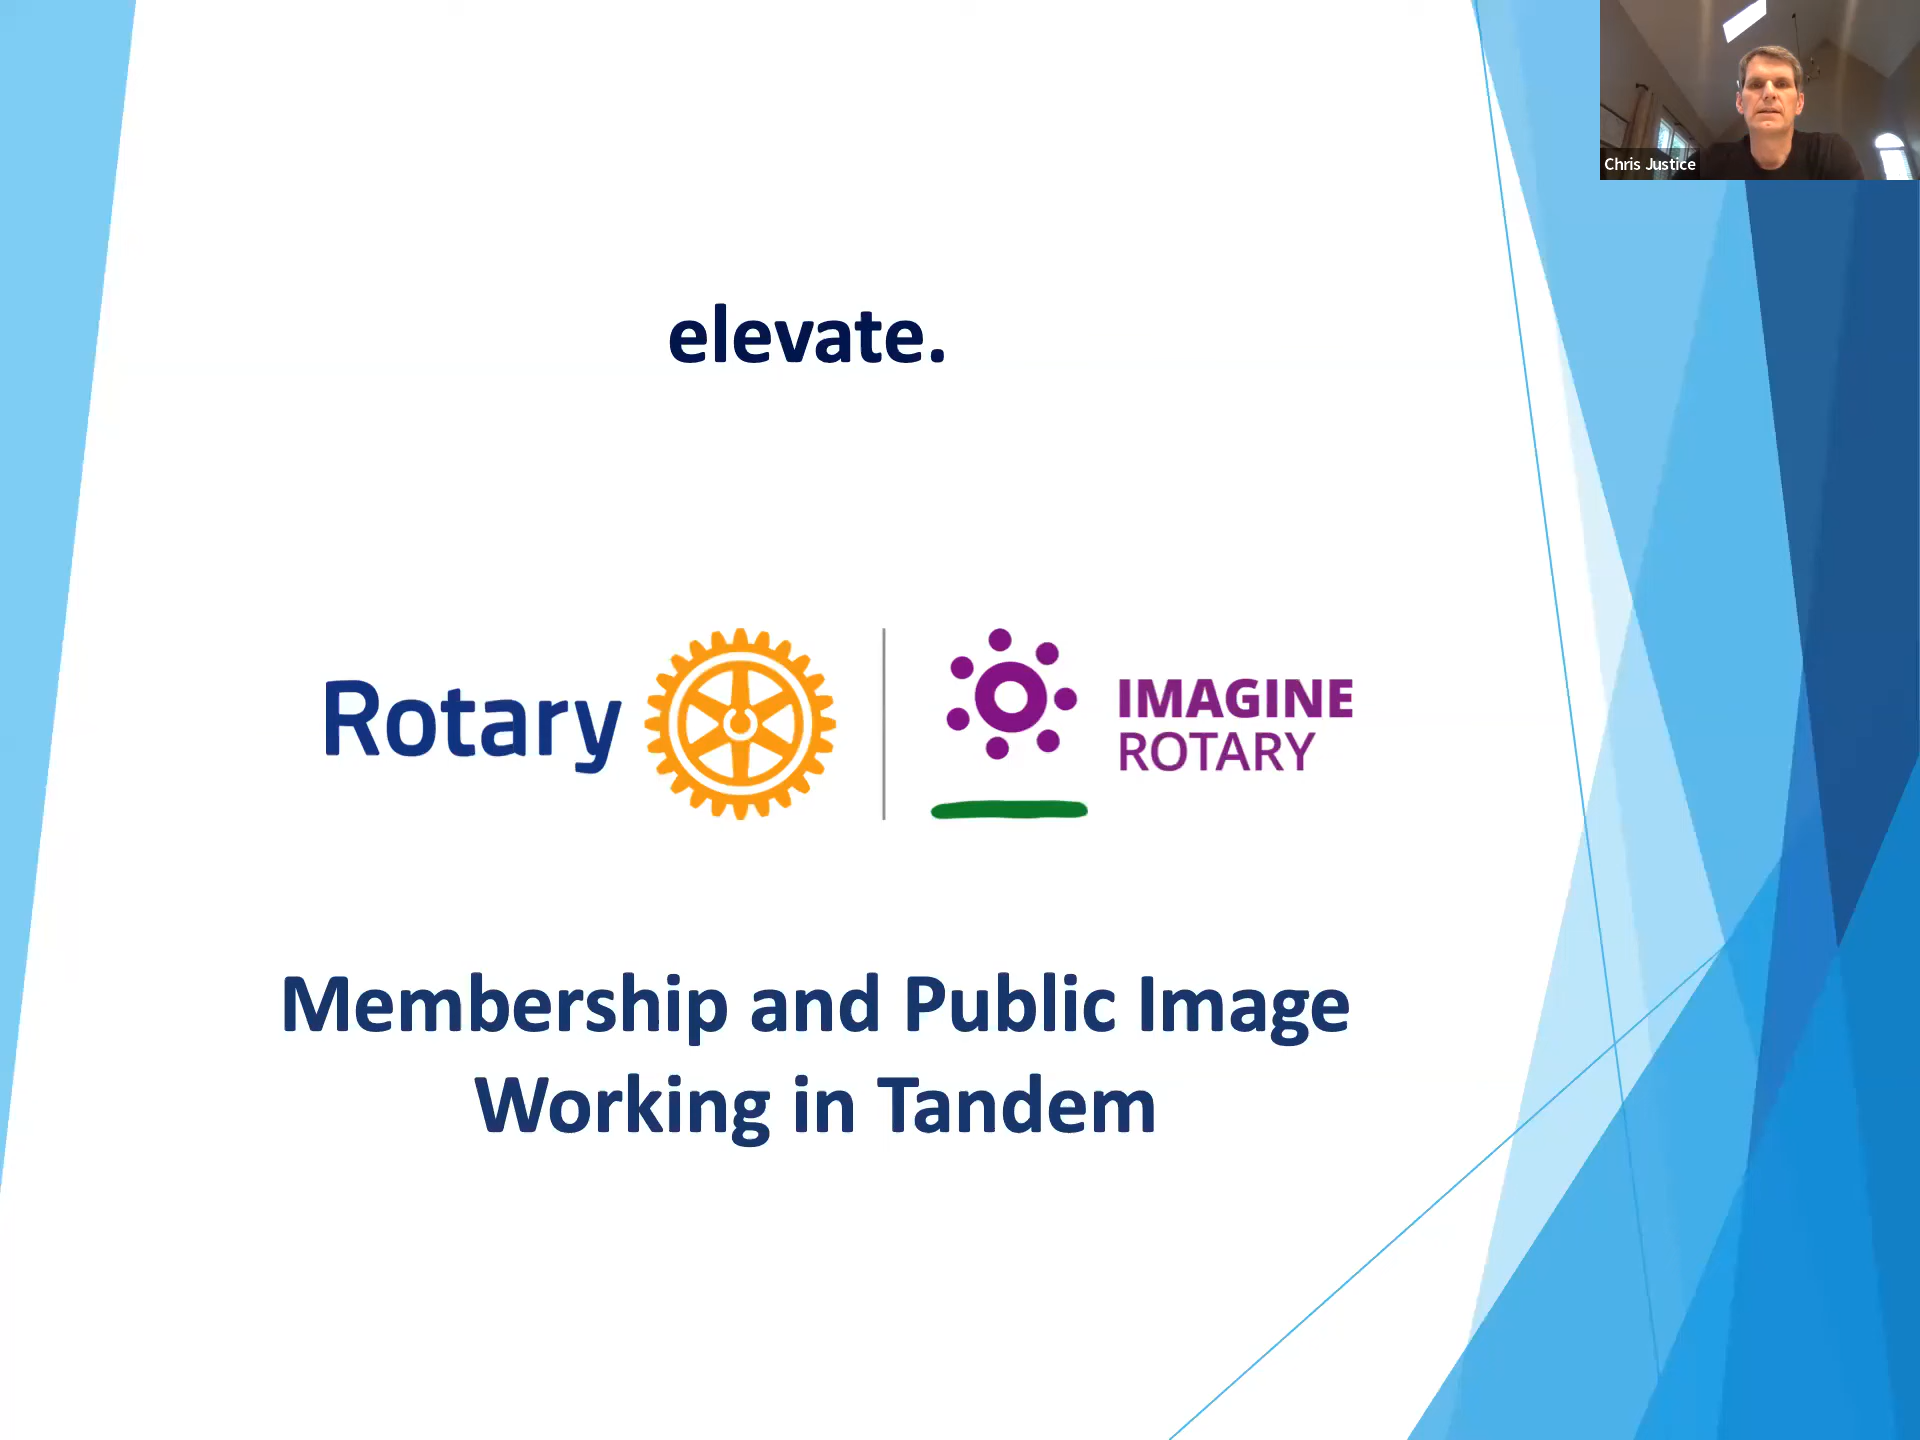 Chris Justice
elevate.
Rotary
IMAGINE
ROTARY
Membership and Public Image
Working in Tandem